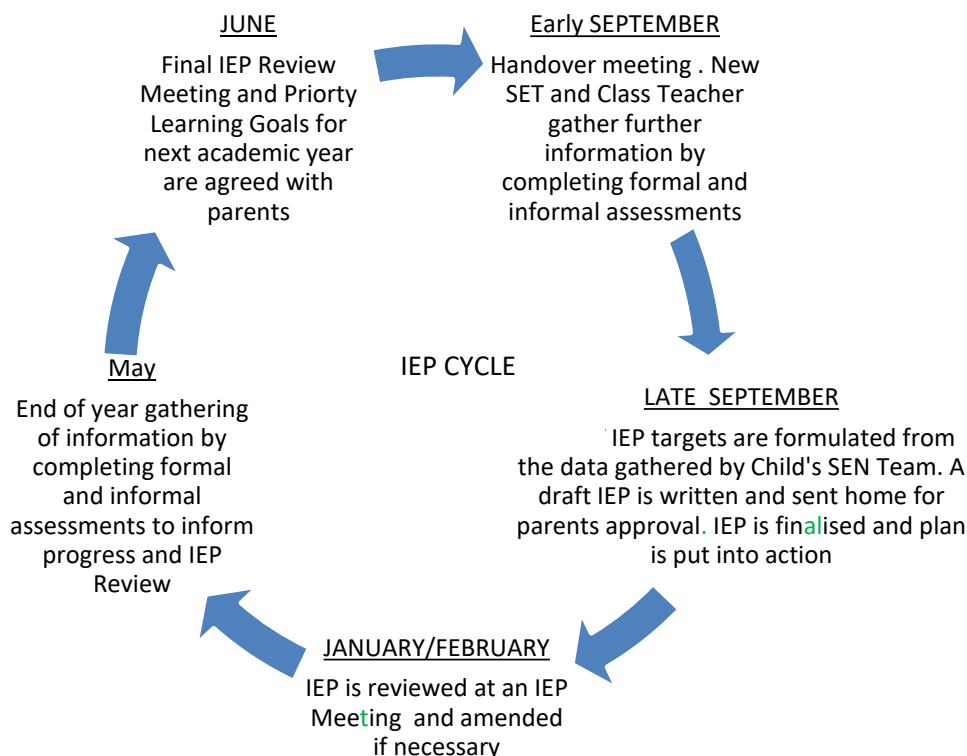 JUNE
Final IEP Review
Meeting and Priorty
Learning Goals for
next academic year
are agreed with
parents
Early SEPTEMBER
Handover meeting . New
SET and Class Teacher
gather further
information by
completing formal and
informal assessments
IEP CYCLE
LATE SEPTEMBER
IEP targets are formulated from
the data gathered by Child's SEN Team. A
draft IEP is written and sent home for
parents approval. IEP is finalised and plan
is put into action
JANUARY/FEBRUARY
IEP is reviewed at an IEP
Meeting and amended
if necessary
May
End of year gathering
of information by
completing formal
and informal
assessments to inform
progress and IEP
Review